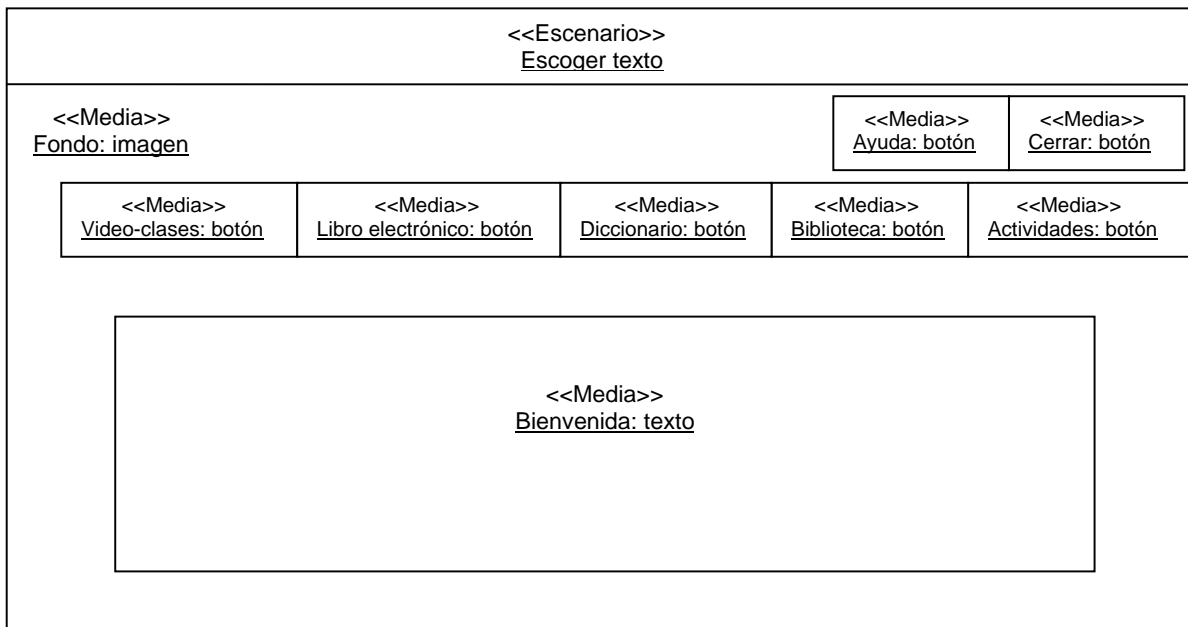 <<Escenario>>
Escoger texto
<<Media>>
Fondo: imagen
<<Media>>
Ayuda: botón
<<Media>>
Cerrar: botón
<<Media>>
Video-clases: botón
<<Media>>
Libro electrónico: botón
<<Media>>
Diccionario: botón
<<Media>>
Biblioteca: botón
<<Media>>
Actividades: botón
<<Media>>
Bienvenida: texto